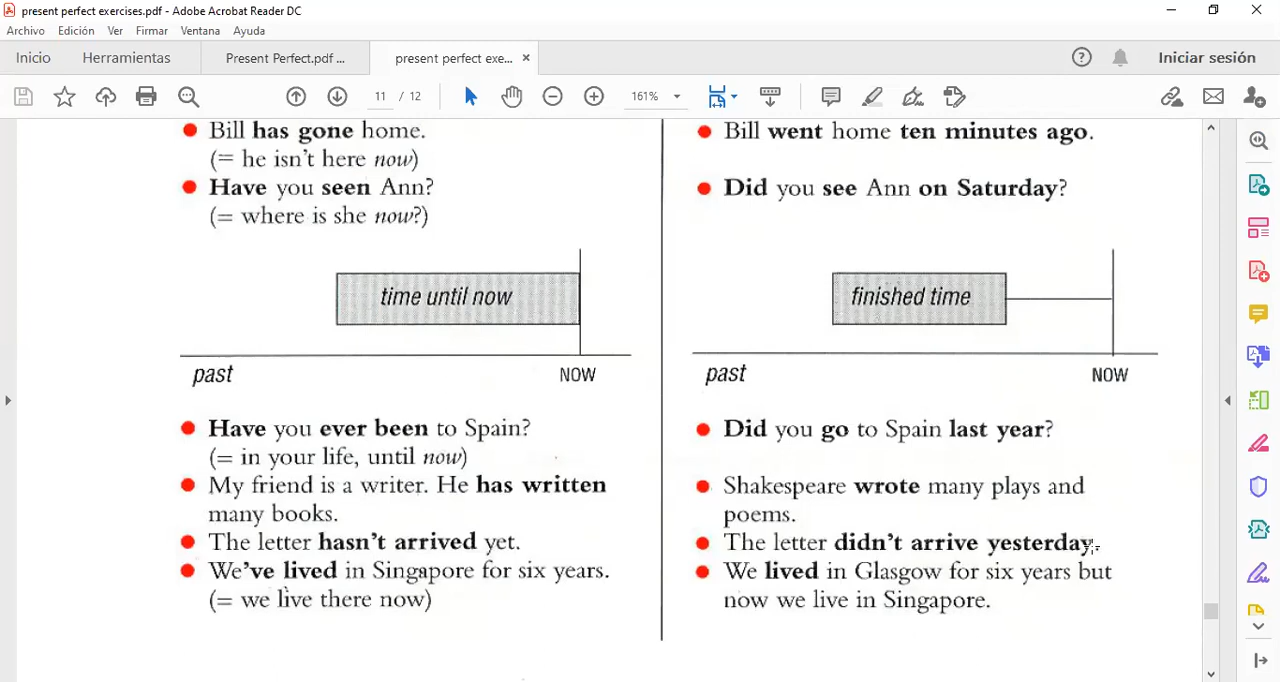 present perfect exercises.pdf - Adobe Acrobat Reader DC
Archivo Edición Ver Firmar Ventana Ayuda
Inicio Herramientas Present Perfect.pdf ... present perfect exe... × Iniciar sesión
11 / 12 161%
Bill has gone home.
(= he isn't here now)
Have you seen Ann?
(= where is she now?)
time until now
past NOW
Have you ever been to Spain?
(= in your life, until now)
My friend is a writer. He has written
many books.
The letter hasn't arrived yet.
We've lived in Singapore for six years.
(= we live there now)
Bill went home ten minutes ago.
Did you see Ann on Saturday?
finished time
past NOW
Did you go to Spain last year?
Shakespeare wrote many plays and
poems.
The letter didn't arrive yesterday.
We lived in Glasgow for six years but
now we live in Singapore.